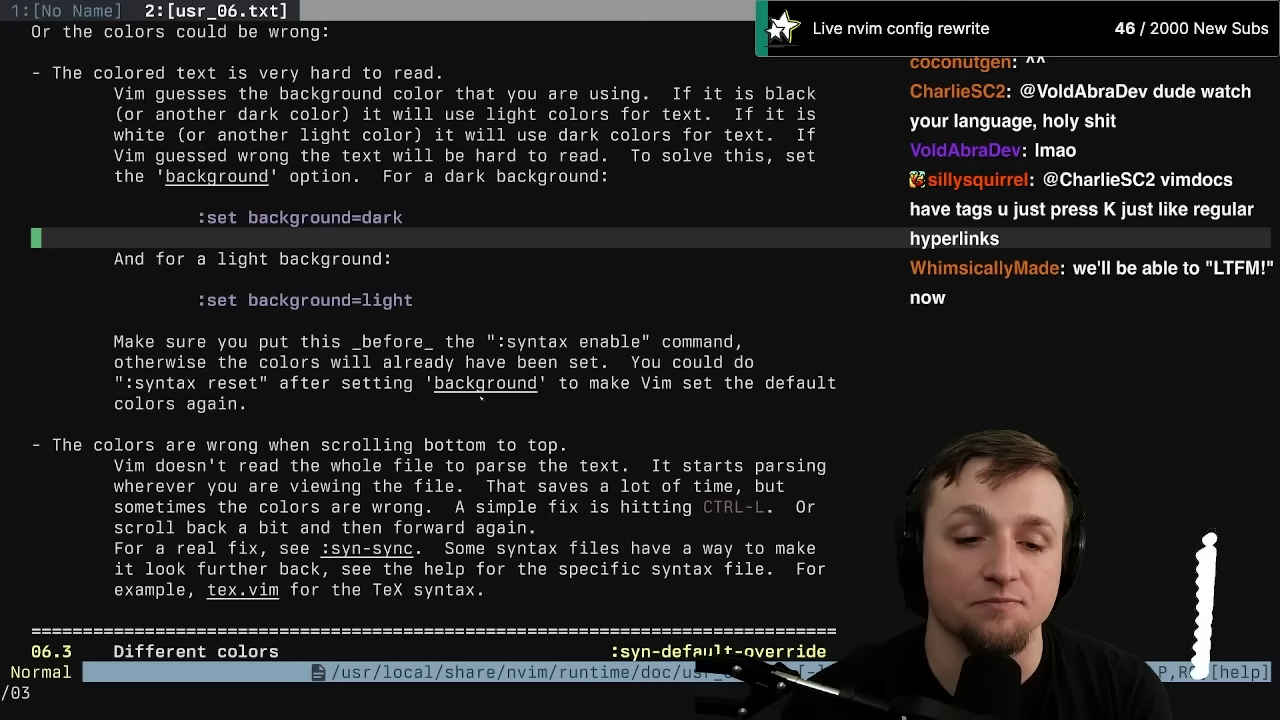 1:[No Name]  2:[usr_06.txt]
Or the colors could be wrong:
- The colored text is very hard to read.
Vim guesses the background color that you are using.  If it is black
(or another dark color) it will use light colors for text.  If it is
white (or another light color) it will use dark colors for text.  If
Vim guessed wrong the text will be hard to read.  To solve this, set
the 'background' option.  For a dark background:
:set background=dark
And for a light background:
:set background=light
Make sure you put this _before_ the ":syntax enable" command,
otherwise the colors will already have been set.  You could do
":syntax reset" after setting 'background' to make Vim set the default
colors again.
- The colors are wrong when scrolling bottom to top.
Vim doesn't read the whole file to parse the text.  It starts parsing
wherever you are viewing the file.  That saves a lot of time, but
sometimes the colors are wrong.  A simple fix is hitting CTRL-L.  Or
scroll back a bit and then forward again.
For a real fix, see :syn-sync.  Some syntax files have a way to make
it look further back, see the help for the specific syntax file.  For
example, tex.vim for the TeX syntax.
================================================================================
06.3    Different colors    :syn-default-override
Normal    /usr/local/share/nvim/runtime/doc/us [help]
/03
Live nvim config rewrite    46 / 2000 New Subs
coconutgen: ^^
CharlieSC2: @VoldAbraDev dude watch
your language, holy shit
VoldAbraDev: lmao
sillysquirrel: @CharlieSC2 vimdocs
have tags u just press K just like regular
hyperlinks
WhimsicallyMade: we'll be able to "LTFM!"
now